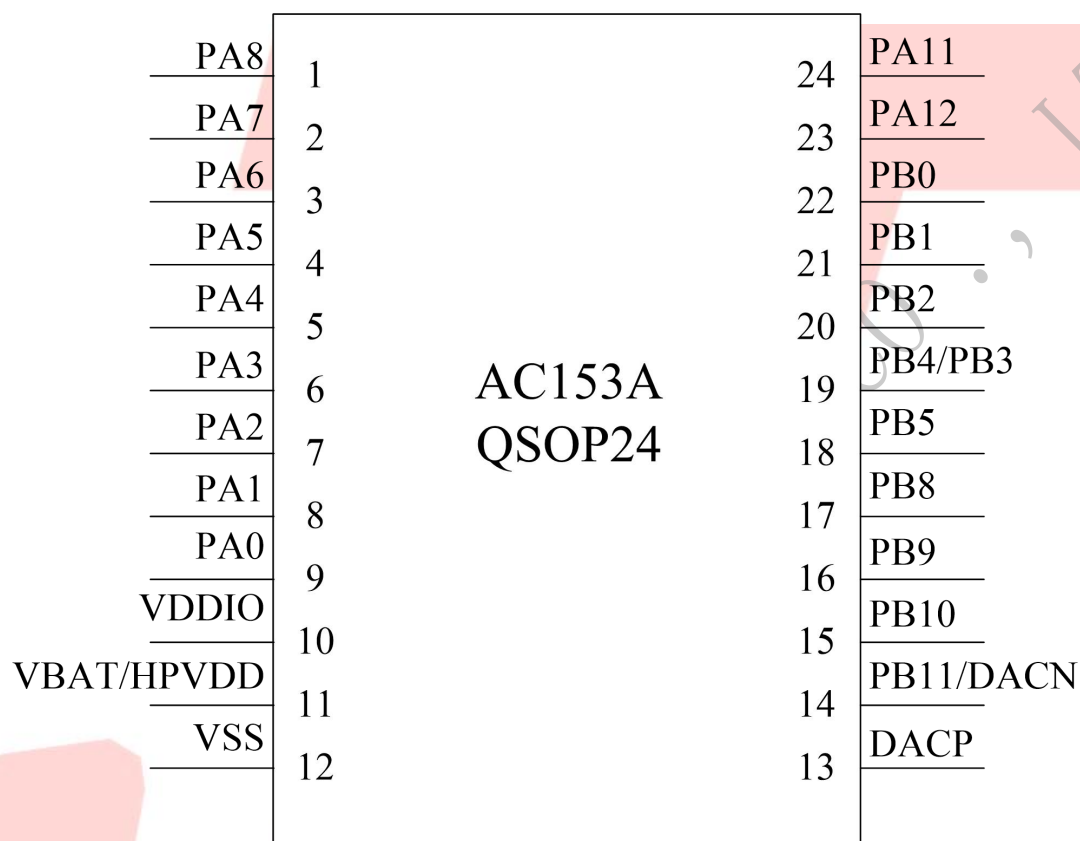 PA8 1 24 PA11
PA7 2 23 PA12
PA6 3 22 PB0
PA5 4 21 PB1
PA4 5 20 PB2
PA3 6 19 PB4/PB3
PA2 7 18 PB5
PA1 8 17 PB8
PA0 9 16 PB9
VDDIO 10 15 PB10
VBAT/HPVDD 11 14 PB11/DACN
VSS 12 13 DACP
AC153A
QSOP24